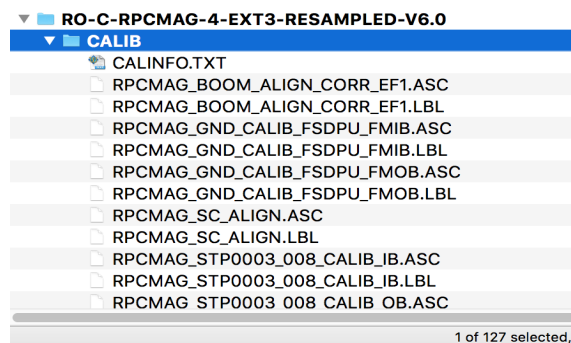 RO-C-RPCMAG-4-EXT3-RESAMPLED-V6.0
CALIB
CALINFO.TXT
RPCMAG_BOOM_ALIGN_CORR_EF1.ASC
RPCMAG_BOOM_ALIGN_CORR_EF1.LBL
RPCMAG_GND_CALIB_FSDPU_FMIB.ASC
RPCMAG_GND_CALIB_FSDPU_FMIB.LBL
RPCMAG_GND_CALIB_FSDPU_FMOB.ASC
RPCMAG_GND_CALIB_FSDPU_FMOB.LBL
RPCMAG_SC_ALIGN.ASC
RPCMAG_SC_ALIGN.LBL
RPCMAG_STP0003_008_CALIB_IB.ASC
RPCMAG_STP0003_008_CALIB_IB.LBL
RPCMAG_STP0003_008_CALIB_OB.ASC
1 of 127 selected,